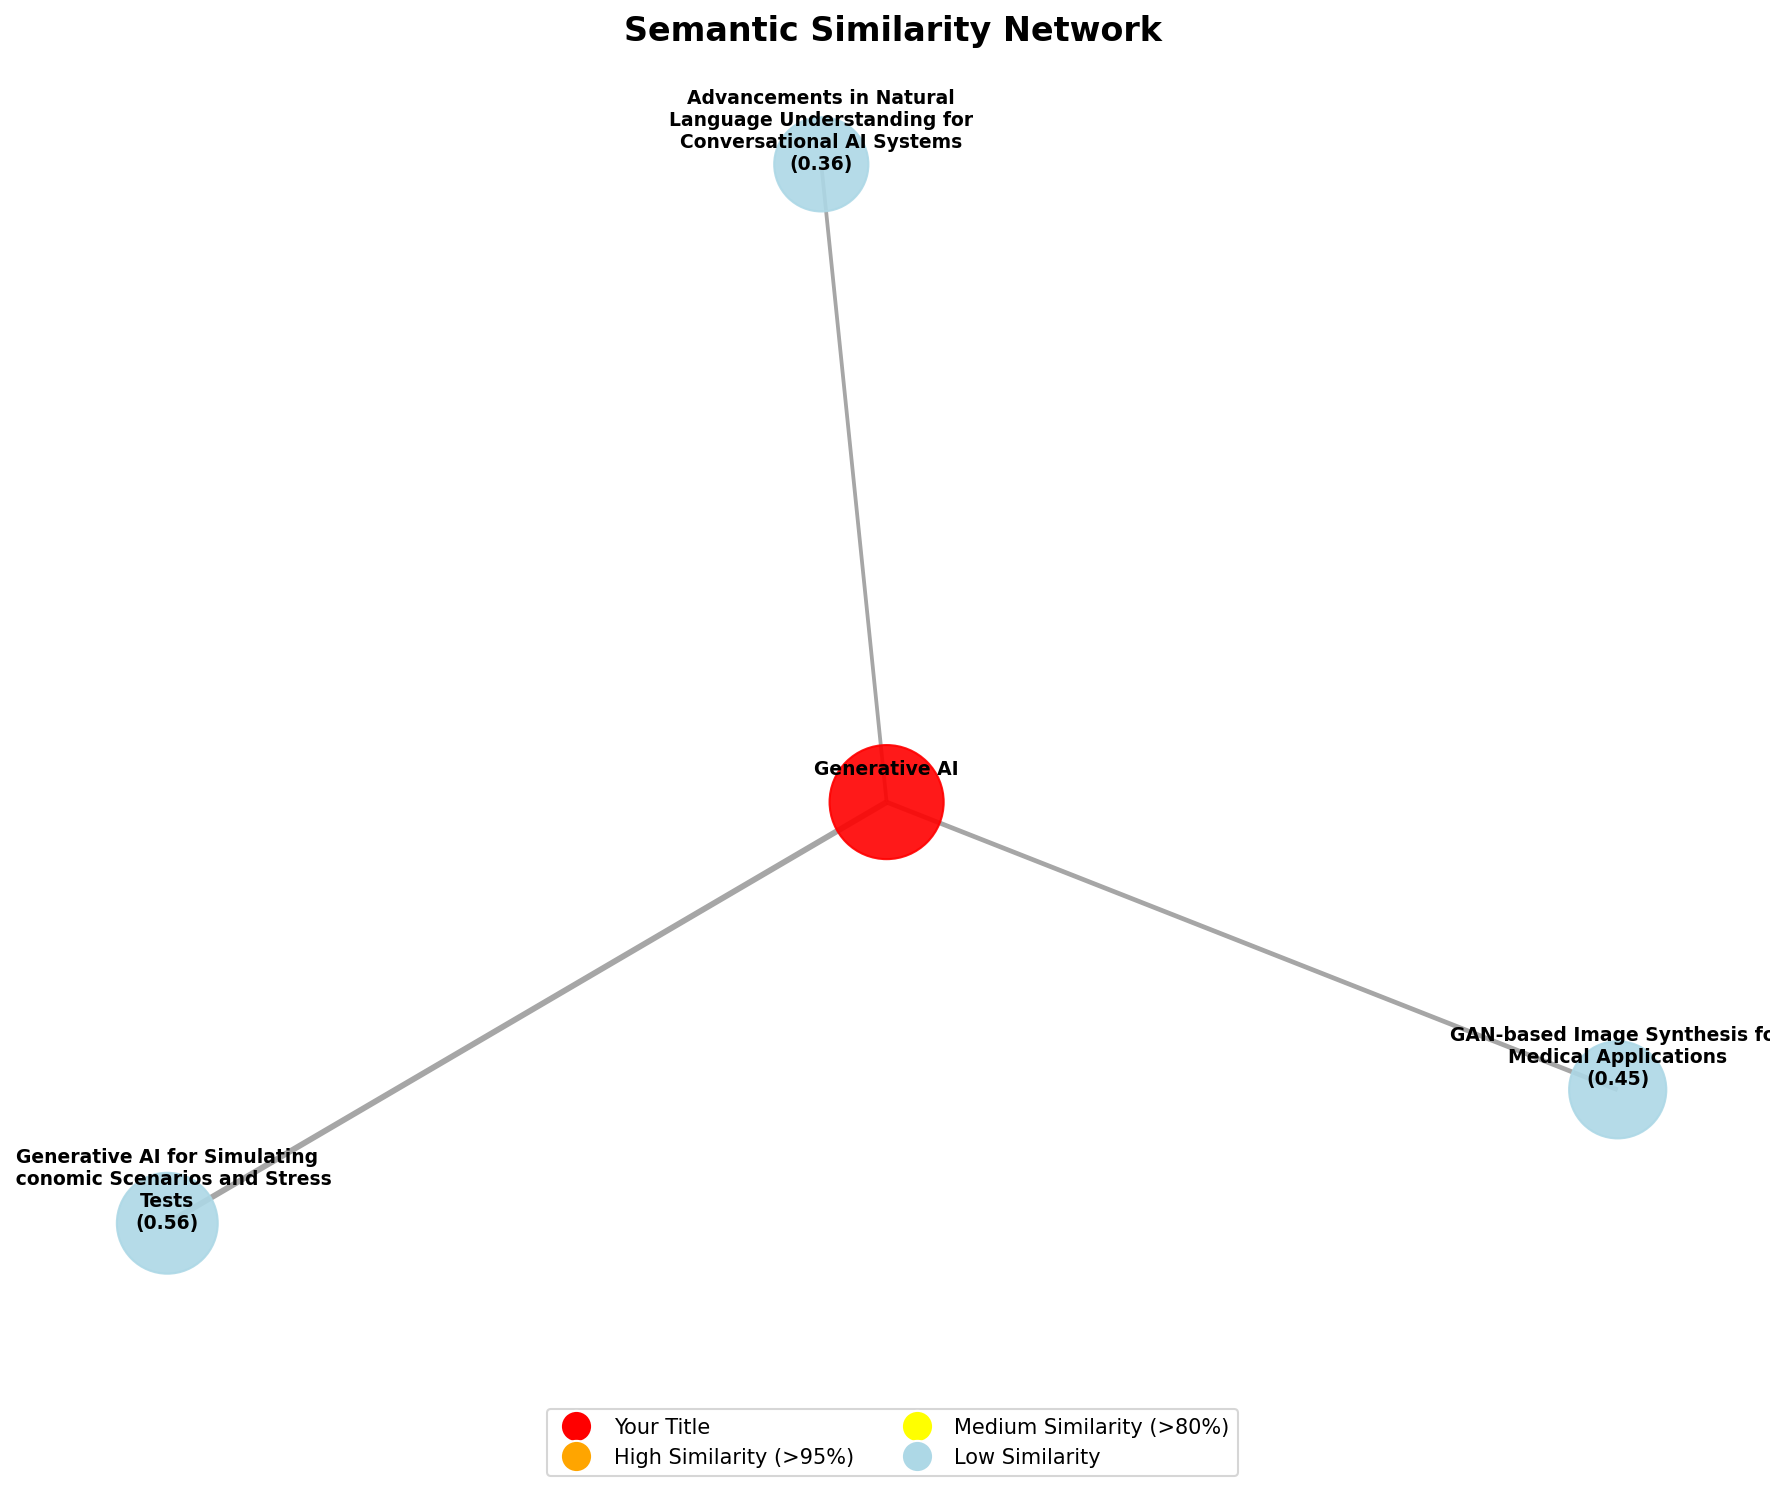 Semantic Similarity Network
Advancements in Natural
Language Understanding for
Conversational AI Systems
(0.36)
Generative AI
GAN-based Image Synthesis fo
Medical Applications
(0.45)
Generative AI for Simulating
conomic Scenarios and Stress
Tests
(0.56)
Your Title
High Similarity (>95%)
Medium Similarity (>80%)
Low Similarity